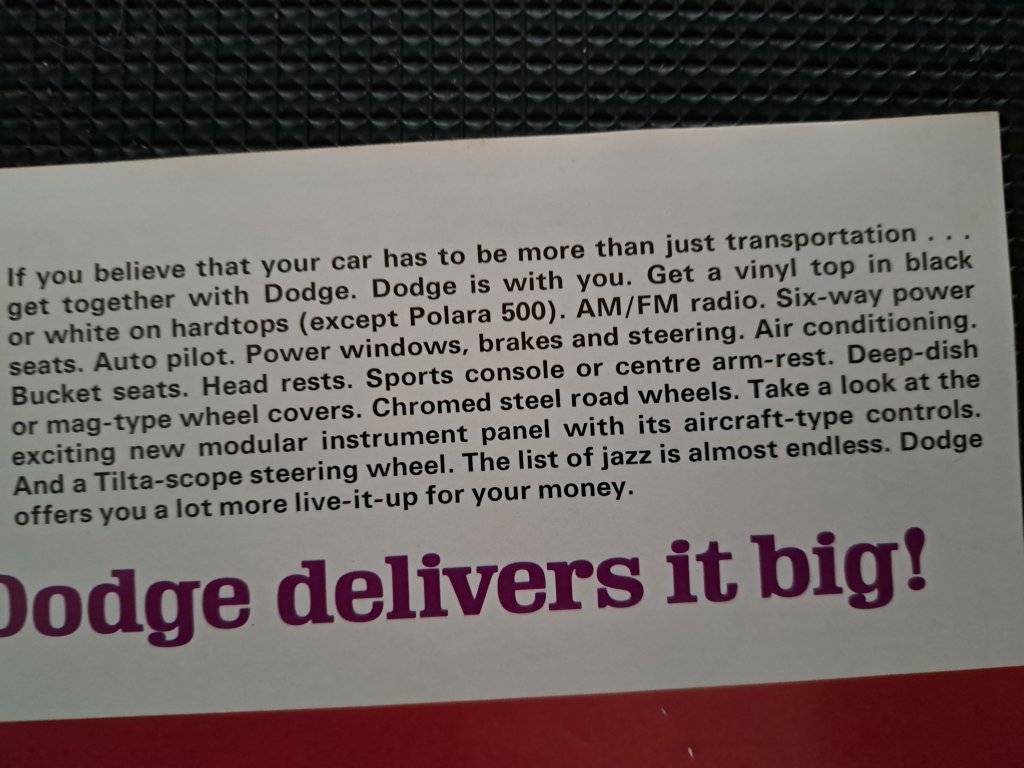 If you believe that your car has to be more than just transportation . . .
get together with Dodge. Dodge is with you. Get a vinyl top in black
or white on hardtops (except Polara 500). AM/FM radio. Six-way power
seats. Auto pilot. Power windows, brakes and steering. Air conditioning.
Bucket seats. Head rests. Sports console or centre arm-rest. Deep-dish
or mag-type wheel covers. Chromed steel road wheels. Take a look at the
exciting new modular instrument panel with its aircraft-type controls.
And a Tilta-scope steering wheel. The list of jazz is almost endless. Dodge
offers you a lot more live-it-up for your money.
Dodge delivers it big!